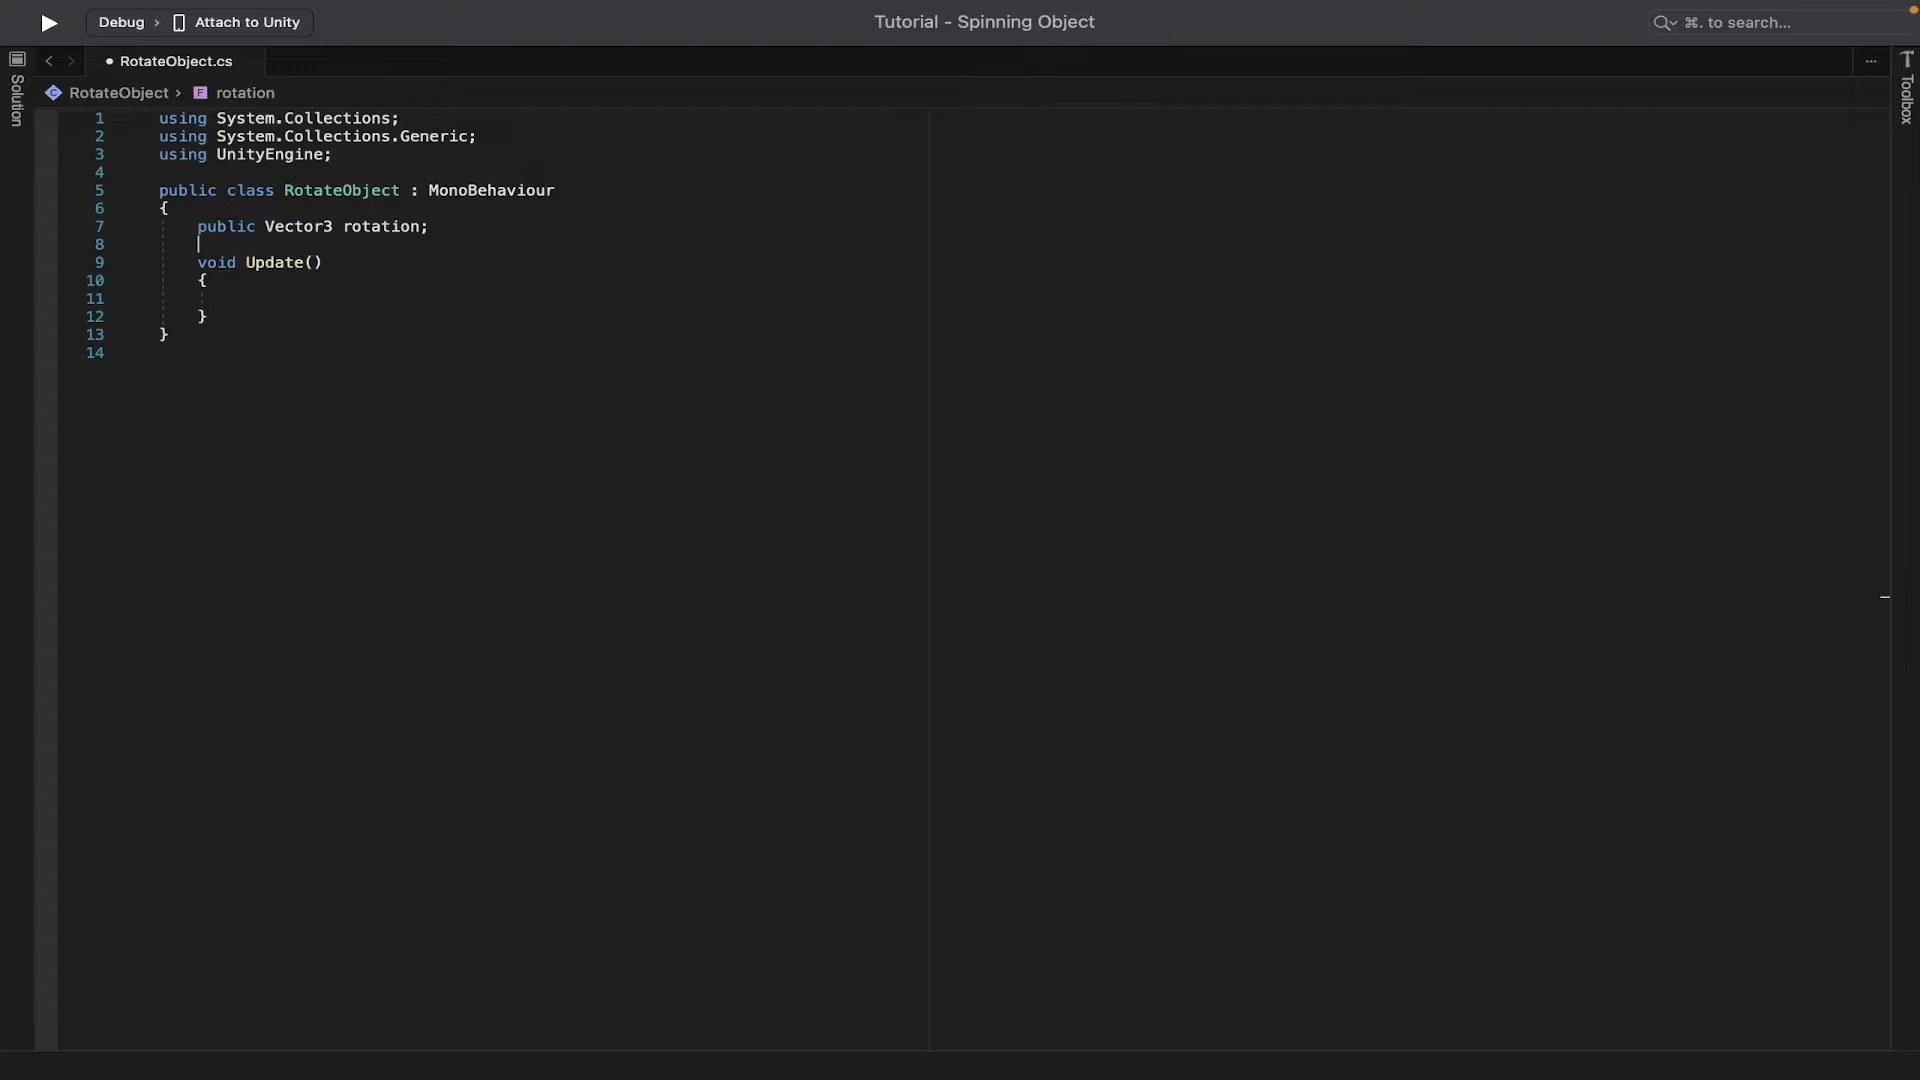 Debug › Attach to Unity
Tutorial - Spinning Object
⌘. to search...
Solution
RotateObject.cs
...
Toolbox
RotateObject › F rotation
1 using System.Collections;
2 using System.Collections.Generic;
3 using UnityEngine;
4
5 public class RotateObject : MonoBehaviour
6 {
7 public Vector3 rotation;
8
9 void Update()
10 {
11
12 }
13 }
14